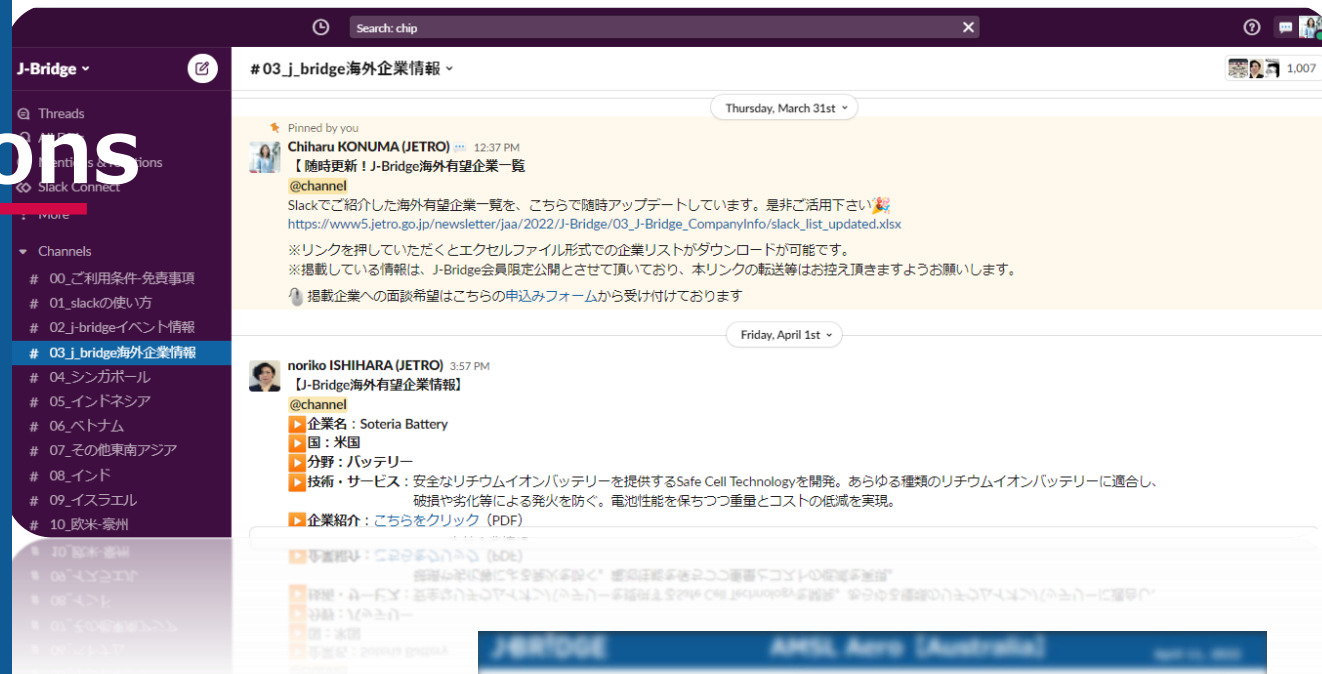 Search: chip
J-Bridge
#03_j_bridge海外企業情報
1,007
Threads
ons
Slack Connect
More
Channels
# 00_ご利用条件-免責事項
# 01_slackの使い方
# 02_j-bridgeイベント情報
# 03_j_bridge海外企業情報
# 04_シンガポール
# 05_インドネシア
# 06_ベトナム
# 07_その他東南アジア
# 08_インド
# 09_イスラエル
# 10_欧米-豪州
Thursday, March 31st
Pinned by you
Chiharu KONUMA (JETRO) 12:37 PM
【 随時更新！J-Bridge海外有望企業一覧
@channel
Slackでご紹介した海外有望企業一覧を、こちらで随時アップデートしています。是非ご活用下さい🎉
https://www5.jetro.go.jp/newsletter/jaa/2022/J-Bridge/03_J-Bridge_CompanyInfo/slack_list_updated.xlsx
※リンクを押していただくとエクセルファイル形式での企業リストがダウンロードが可能です。
※掲載している情報は、J-Bridge会員限定公開とさせて頂いており、本リンクの転送等はお控え頂きますようお願いします。
掲載企業への面談希望はこちらの申込みフォームから受け付けております
Friday, April 1st
noriko ISHIHARA (JETRO) 3:57 PM
【J-Bridge海外有望企業情報】
@channel
▶企業名：Soteria Battery
▶国：米国
▶分野：バッテリー
▶技術・サービス：安全なリチウムイオンバッテリーを提供するSafe Cell Technologyを開発。あらゆる種類のリチウムイオンバッテリーに適合し、
破損や劣化等による発火を防ぐ。電池性能を保ちつつ重量とコストの低減を実現。
▶企業紹介：こちらをクリック（PDF）
J-BRIDGE
AMSL Aero【Australia】